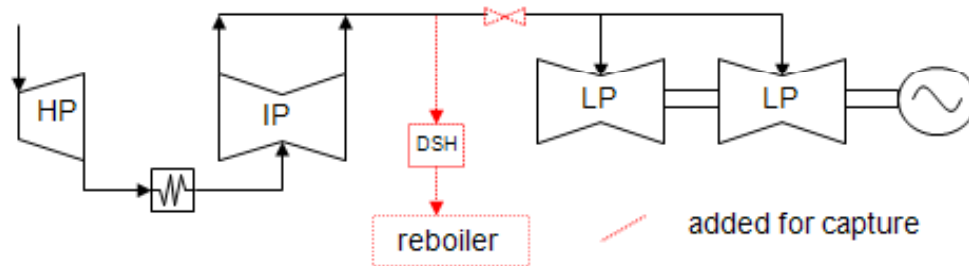 HP
IP
LP
LP
DSH
reboiler
added for capture